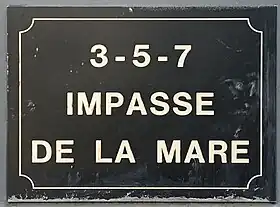 3-5-7
IMPASSE
DE LA MARE